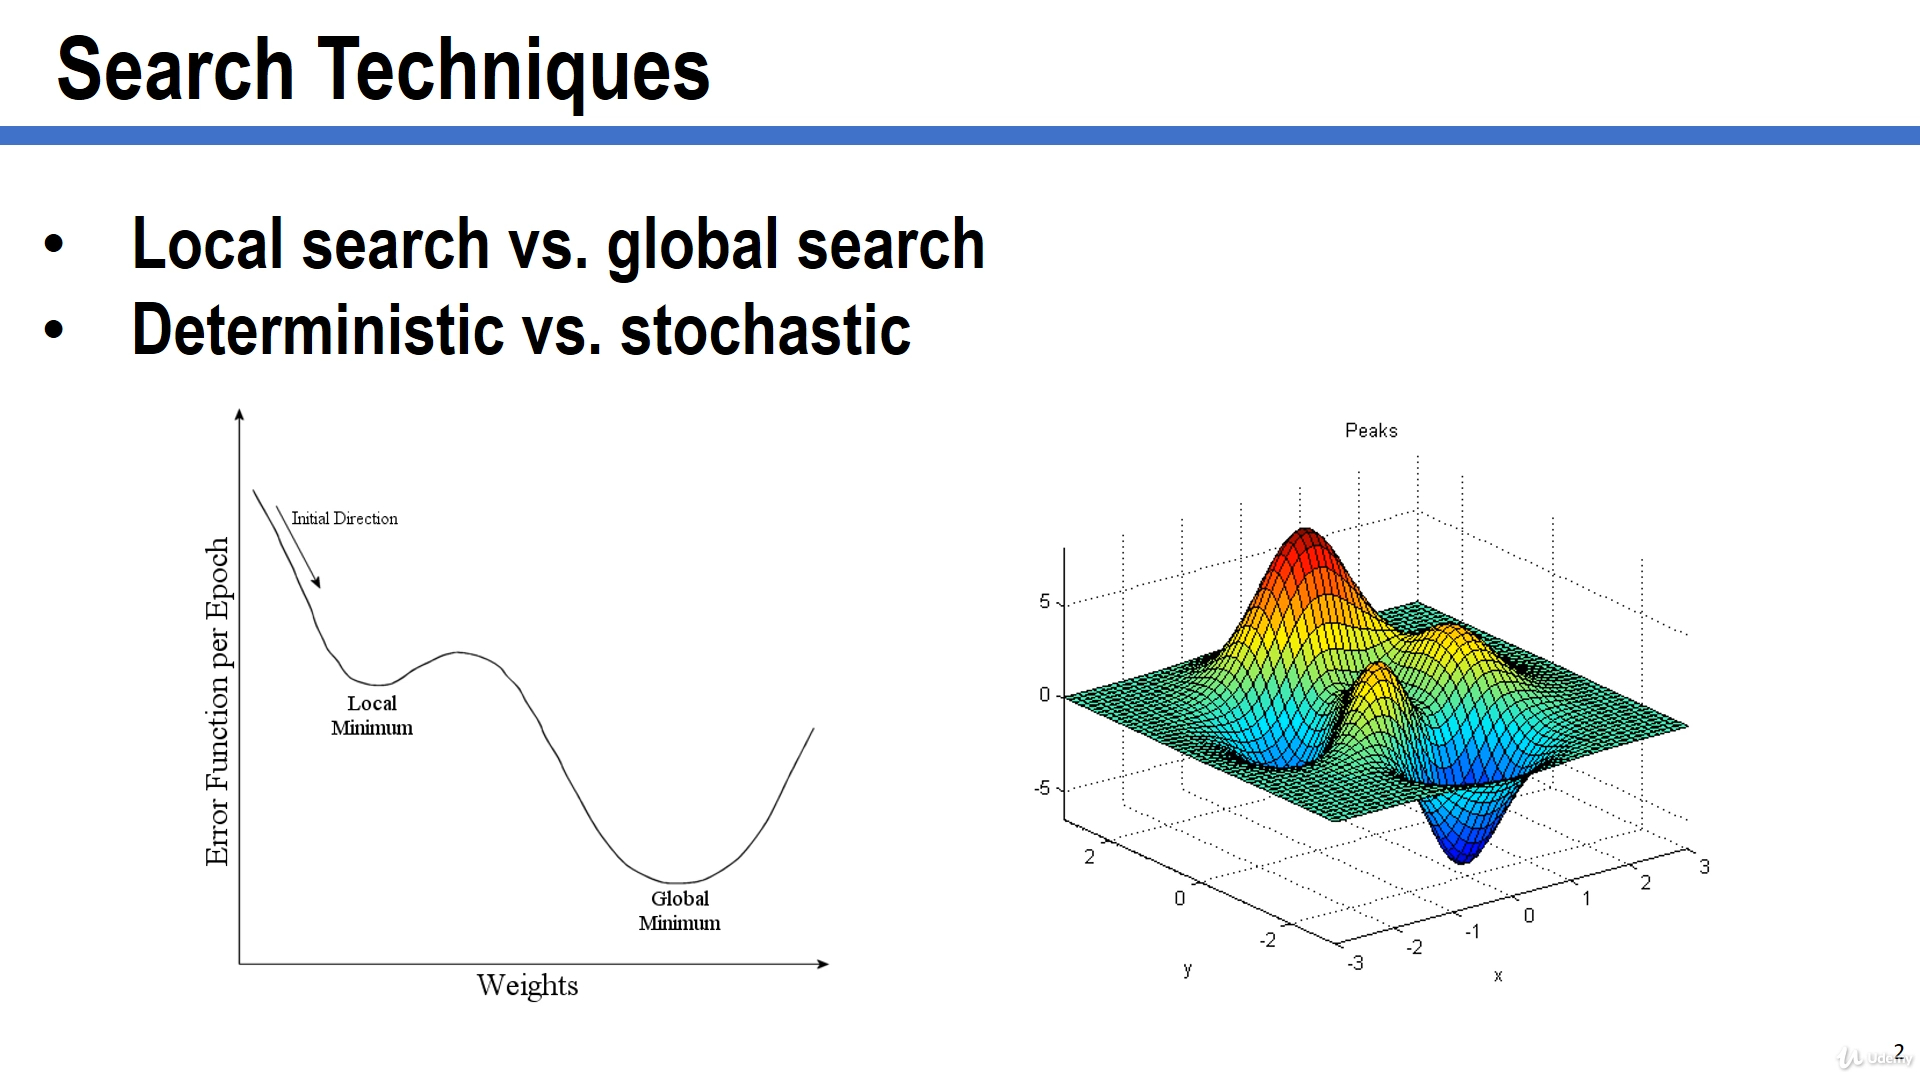 Search Techniques
• Local search vs. global search
• Deterministic vs. stochastic
Error Function per Epoch
Initial Direction
Local
Minimum
Global
Minimum
Weights
Peaks
5
0
-5
2
0
-2
y
-3
-2
-1
0
1
2
3
x
2
Udemy